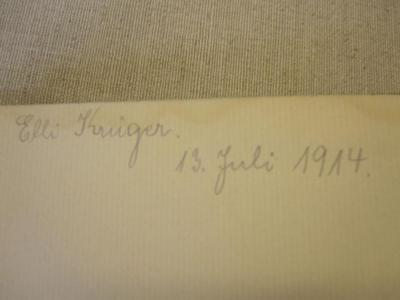 Elli Krüger.
13. Juli 1914.